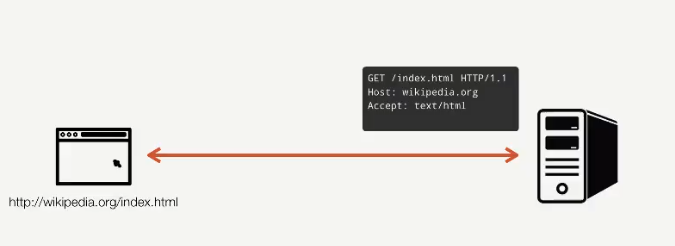 GET /index.html HTTP/1.1
Host: wikipedia.org
Accept: text/html
http://wikipedia.org/index.html